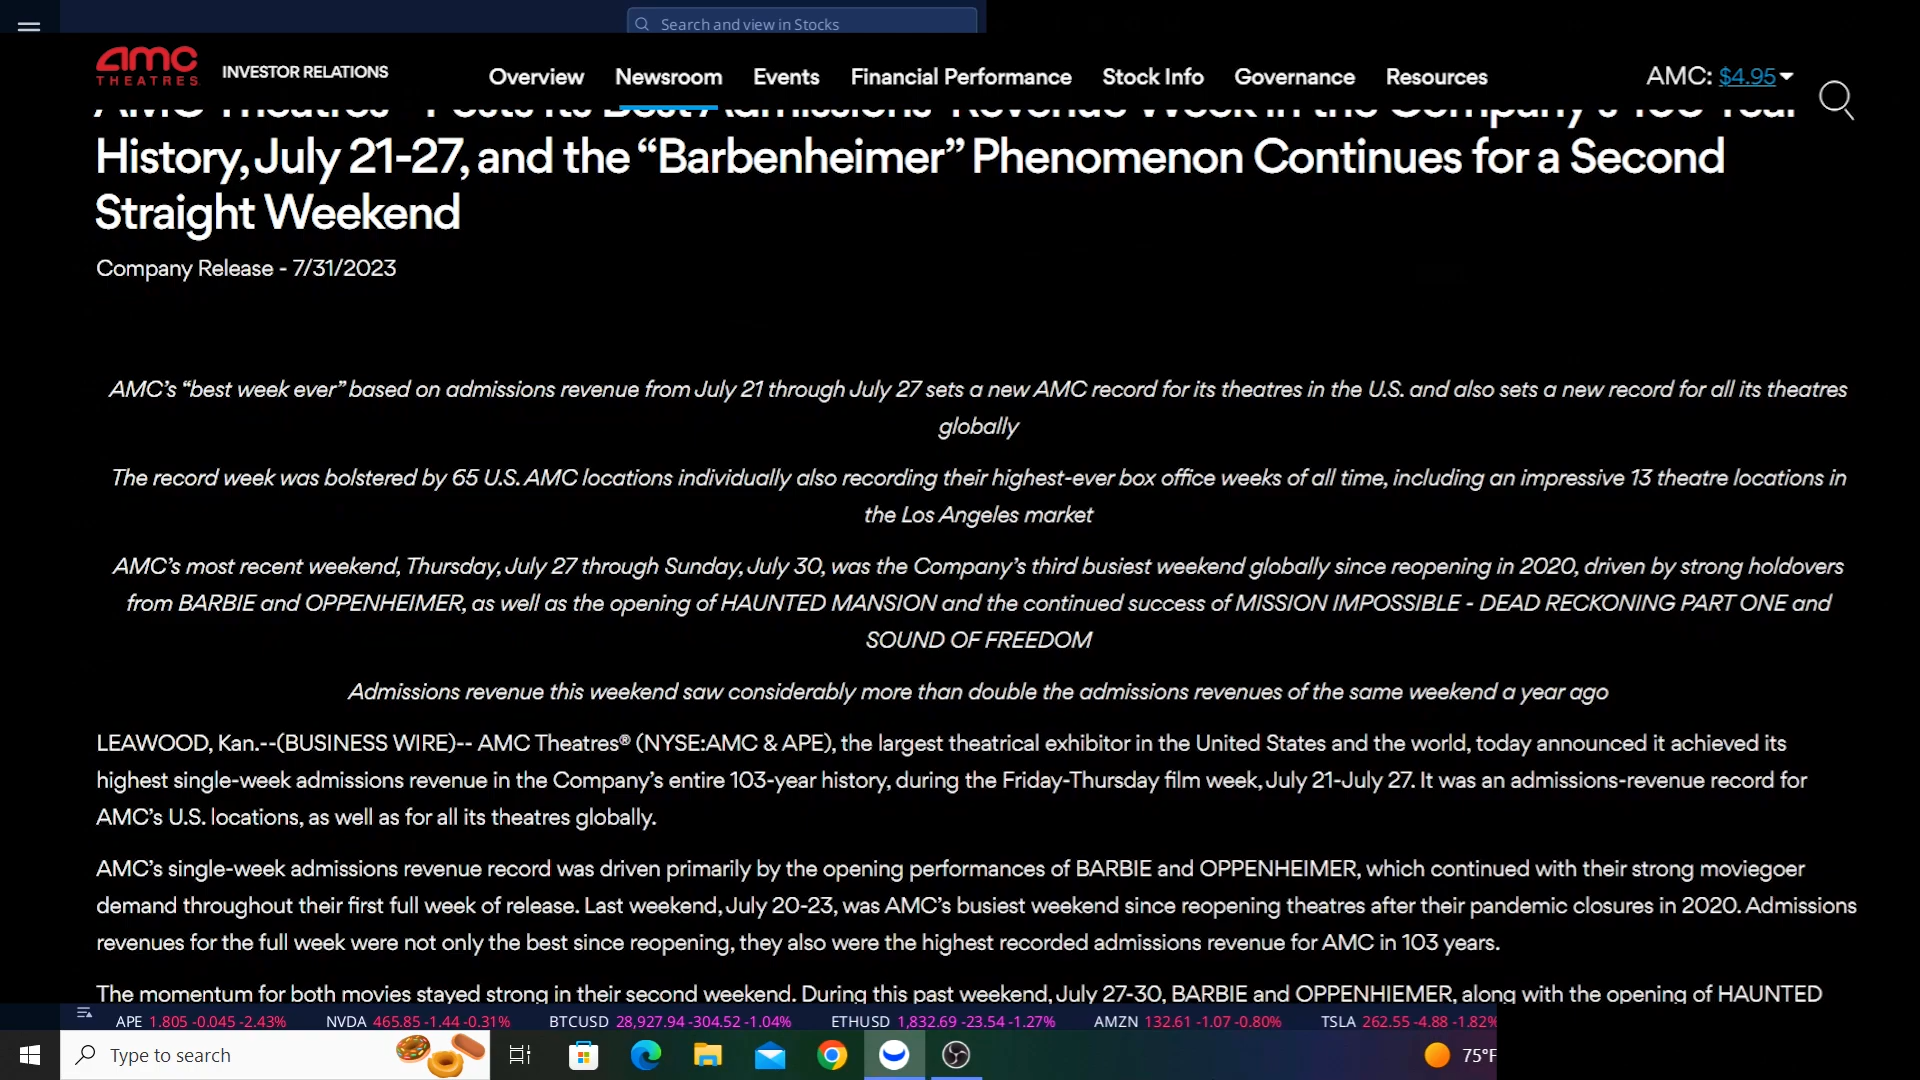 Search and view in Stocks
amc
THEATRES
INVESTOR RELATIONS
Overview
Newsroom
Events
Financial Performance
Stock Info
Governance
Resources
AMC: $4.95
History, July 21-27, and the “Barbenheimer” Phenomenon Continues for a Second
Straight Weekend
Company Release - 7/31/2023
AMC’s “best week ever” based on admissions revenue from July 21 through July 27 sets a new AMC record for its theatres in the U.S. and also sets a new record for all its theatres
globally
The record week was bolstered by 65 U.S. AMC locations individually also recording their highest-ever box office weeks of all time, including an impressive 13 theatre locations in
the Los Angeles market
AMC’s most recent weekend, Thursday, July 27 through Sunday, July 30, was the Company’s third busiest weekend globally since reopening in 2020, driven by strong holdovers
from BARBIE and OPPENHEIMER, as well as the opening of HAUNTED MANSION and the continued success of MISSION IMPOSSIBLE - DEAD RECKONING PART ONE and
SOUND OF FREEDOM
Admissions revenue this weekend saw considerably more than double the admissions revenues of the same weekend a year ago
LEAWOOD, Kan.--(BUSINESS WIRE)-- AMC Theatres® (NYSE:AMC & APE), the largest theatrical exhibitor in the United States and the world, today announced it achieved its
highest single-week admissions revenue in the Company’s entire 103-year history, during the Friday-Thursday film week, July 21-July 27. It was an admissions-revenue record for
AMC’s U.S. locations, as well as for all its theatres globally.
AMC’s single-week admissions revenue record was driven primarily by the opening performances of BARBIE and OPPENHEIMER, which continued with their strong moviegoer
demand throughout their first full week of release. Last weekend, July 20-23, was AMC’s busiest weekend since reopening theatres after their pandemic closures in 2020. Admissions
revenues for the full week were not only the best since reopening, they also were the highest recorded admissions revenue for AMC in 103 years.
The momentum for both movies stayed strong in their second weekend. During this past weekend, July 27-30, BARBIE and OPPENHIEMER, along with the opening of HAUNTED
APE 1.805 -0.045 -2.43%
NVDA 465.85 -1.44 -0.31%
BTCUSD 28,927.94 -304.52 -1.04%
ETHUSD 1,832.69 -23.54 -1.27%
AMZN 132.61 -1.07 -0.80%
TSLA 262.55 -4.88 -1.82%
Type to search
75°F